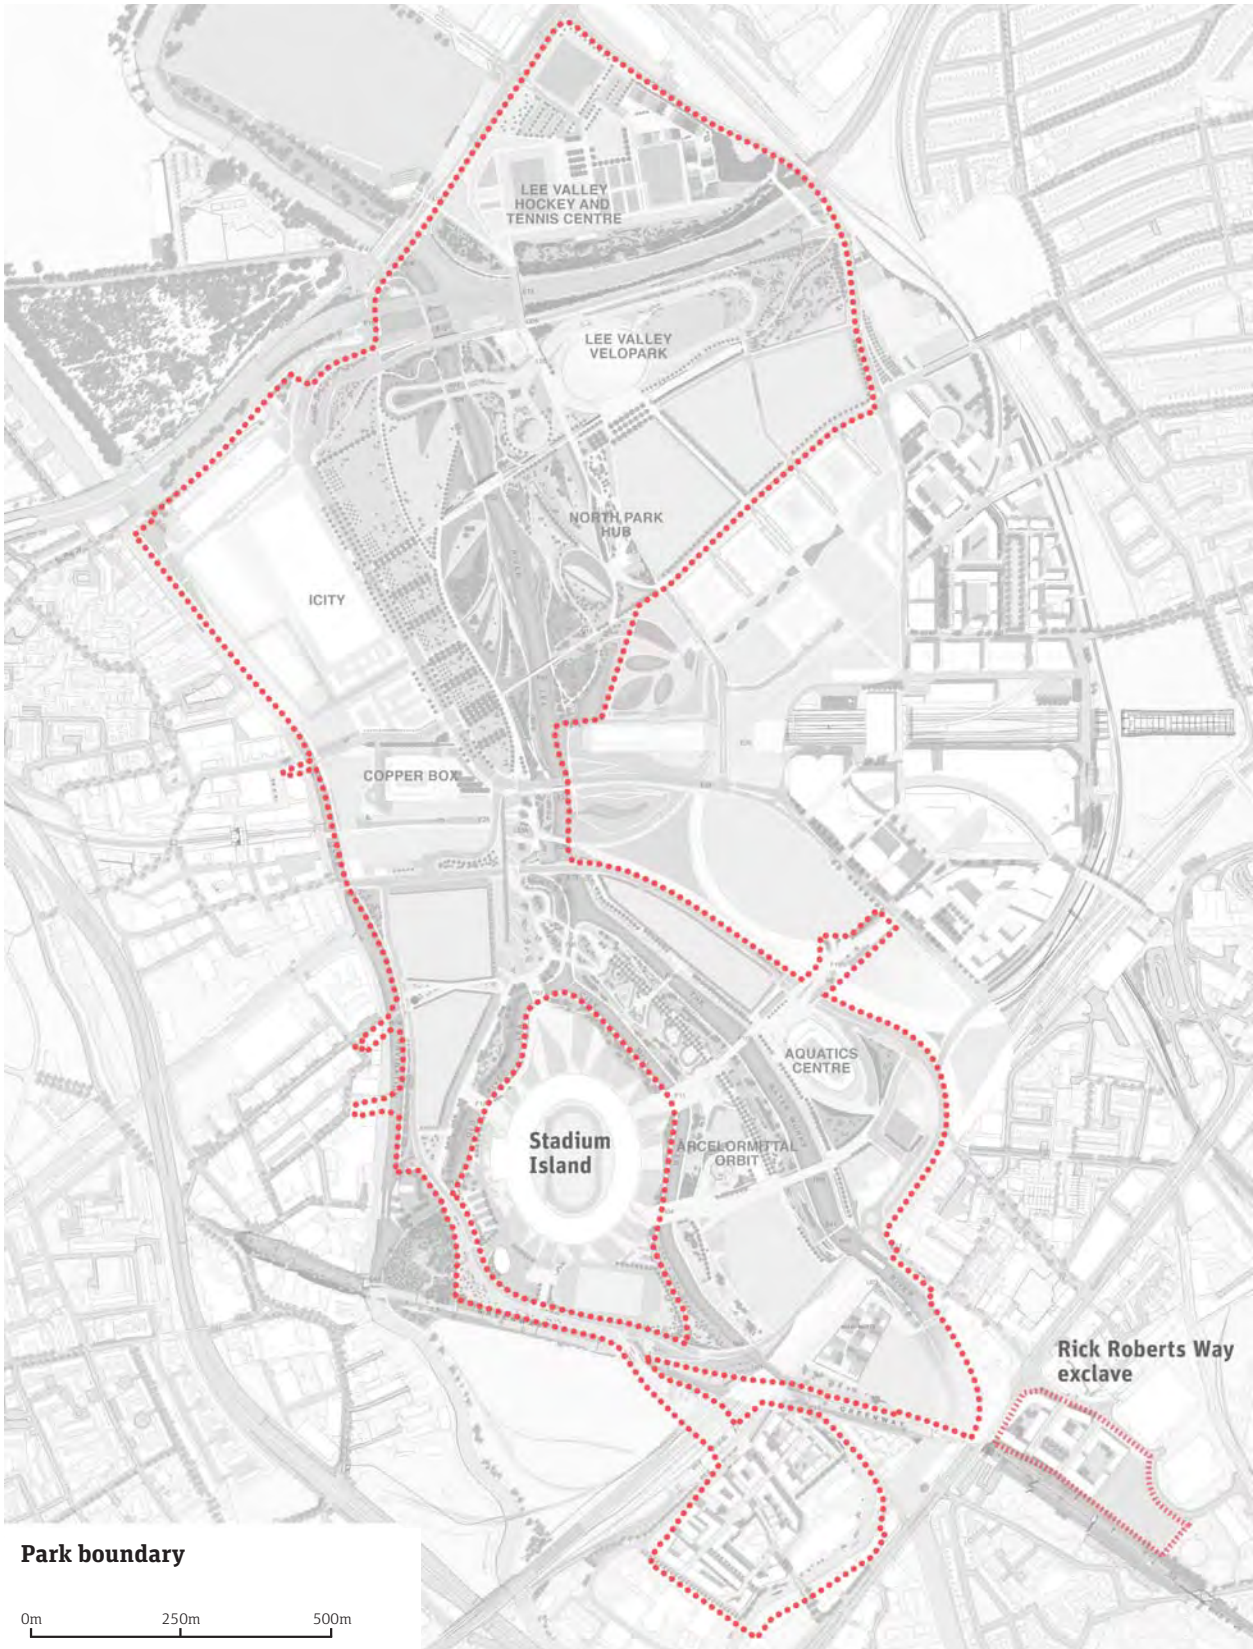 LEE VALLEY
HOCKEY AND
TENNIS CENTRE
LEE VALLEY
VELOPARK
NORTH PARK
HUB
ICITY
COPPER BOX
AQUATICS
CENTRE
Stadium
Island
ARCELORMITTAL
ORBIT
Rick Roberts Way
exclave
GREENWAY
Park boundary
0m 250m 500m